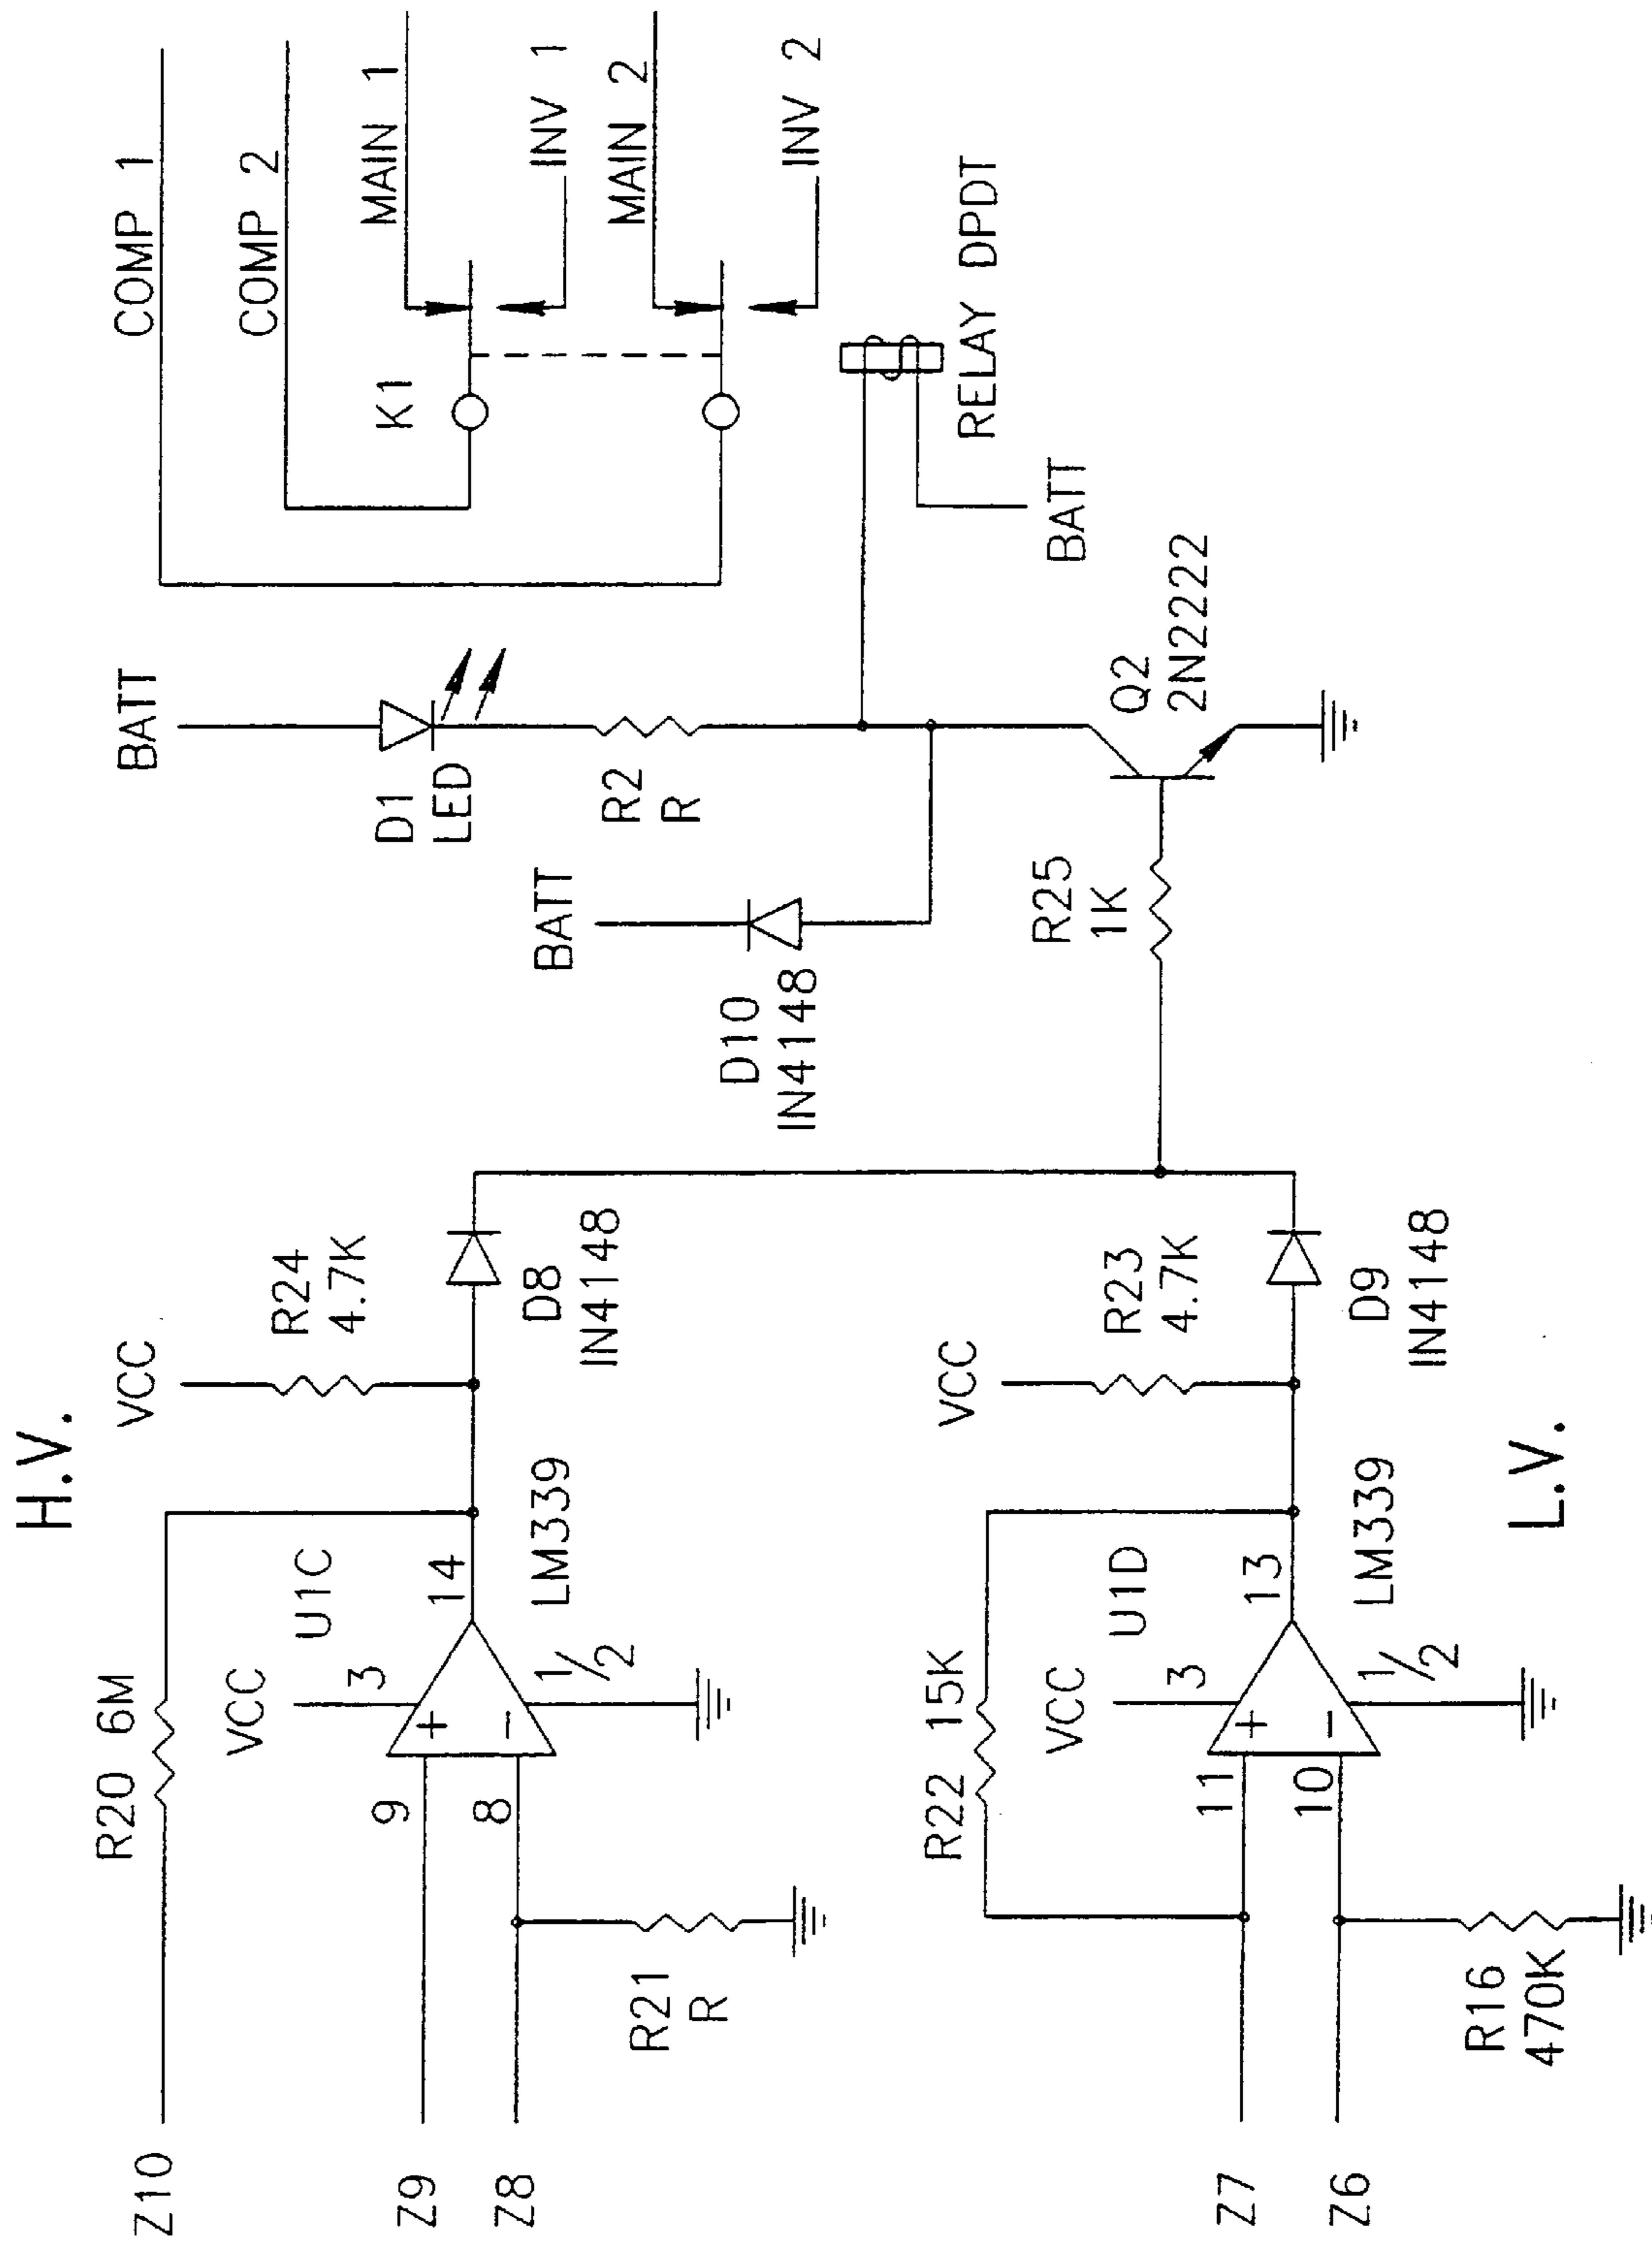 H.V.
COMP 1
COMP 2
MAIN 1
INV 1
MAIN 2
INV 2
K1
RELAY DPDT
BATT
BATT
D1
LED
R2
R
BATT
D10
IN4148
Q2
2N2222
R25
1K
VCC
R24
4.7K
D8
IN4148
R20 6M
VCC
U1C
3
14
LM339
1/2
+
-
9
8
R21
R
Z10
Z9
Z8
VCC
R23
4.7K
D9
IN4148
R22 15K
VCC
U1D
3
13
LM339
1/2
+
-
11
10
R16
470K
Z7
Z6
L.V.